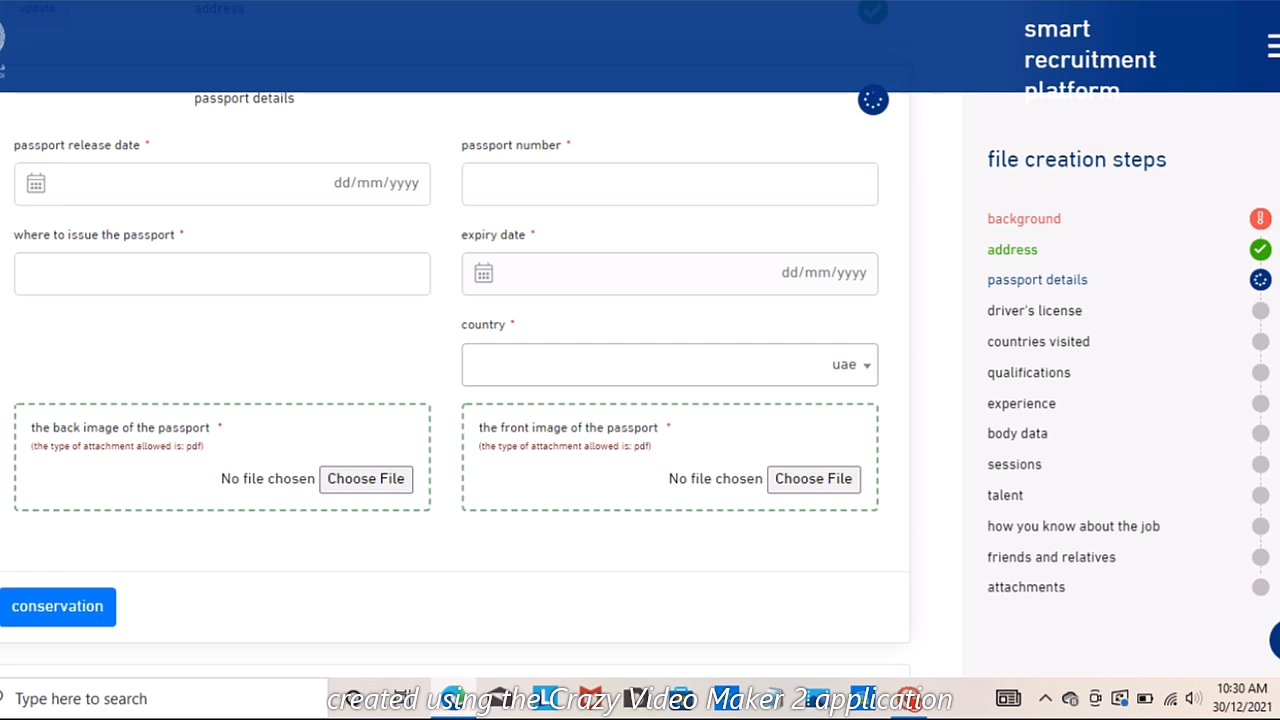 update
address
smart
recruitment
platform
passport details
passport release date *
dd/mm/yyyy
passport number *
where to issue the passport *
expiry date *
dd/mm/yyyy
country *
uae
the back image of the passport *
(the type of attachment allowed is: pdf)
No file chosen Choose File
the front image of the passport *
(the type of attachment allowed is: pdf)
No file chosen Choose File
conservation
file creation steps
background
address
passport details
driver's license
countries visited
qualifications
experience
body data
sessions
talent
how you know about the job
friends and relatives
attachments
Type here to search
created using the Crazy Video Maker 2 application
10:30 AM
30/12/2021